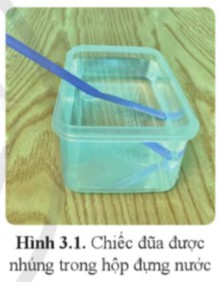 Hình 3.1. Chiếc đũa được
nhúng trong hộp đựng nước